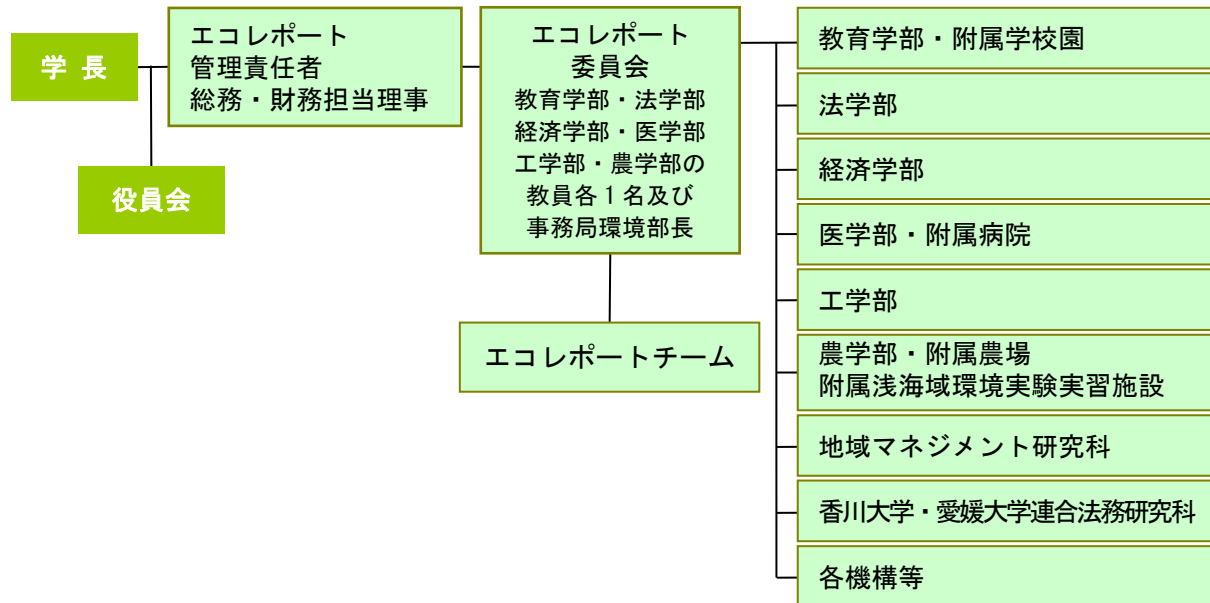 学 長
役員会
エコレポート
管理責任者
総務・財務担当理事
エコレポート
委員会
教育学部・法学部
経済学部・医学部
工学部・農学部の
教員各１名及び
事務局環境部長
エコレポートチーム
教育学部・附属学校園
法学部
経済学部
医学部・附属病院
工学部
農学部・附属農場
附属浅海域環境実験実習施設
地域マネジメント研究科
香川大学・愛媛大学連合法務研究科
各機構等